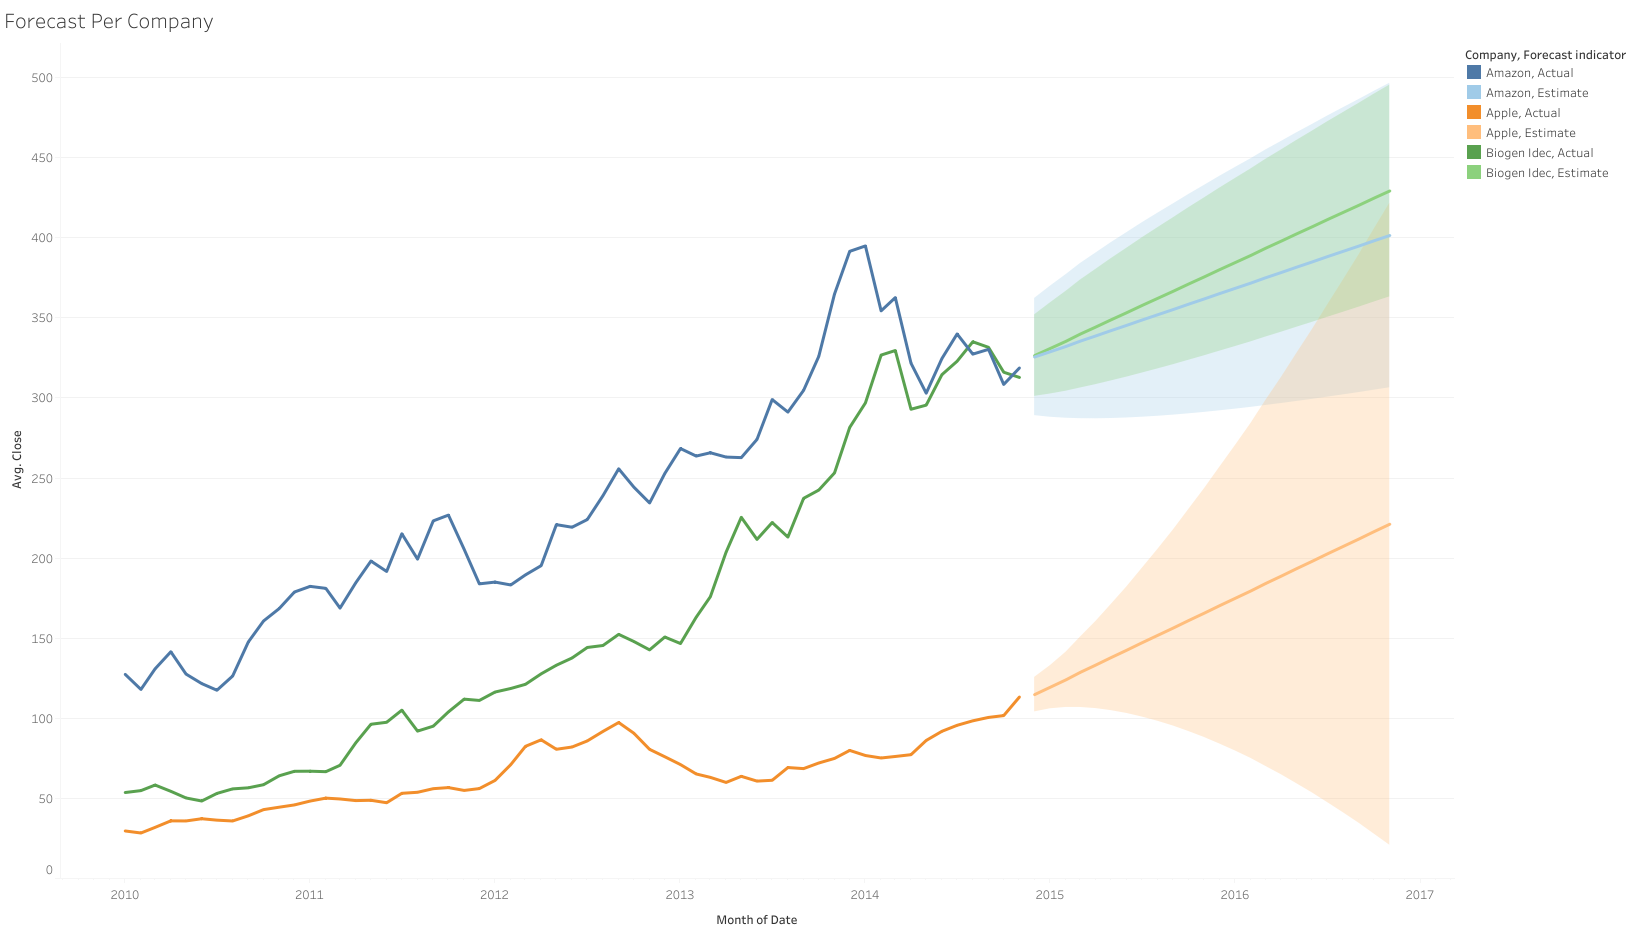 Forecast Per Company
Company, Forecast indicator
Amazon, Actual
Amazon, Estimate
Apple, Actual
Apple, Estimate
Biogen Idec, Actual
Biogen Idec, Estimate
Avg. Close
500
450
400
350
300
250
200
150
100
50
0
2010 2011 2012 2013 2014 2015 2016 2017
Month of Date